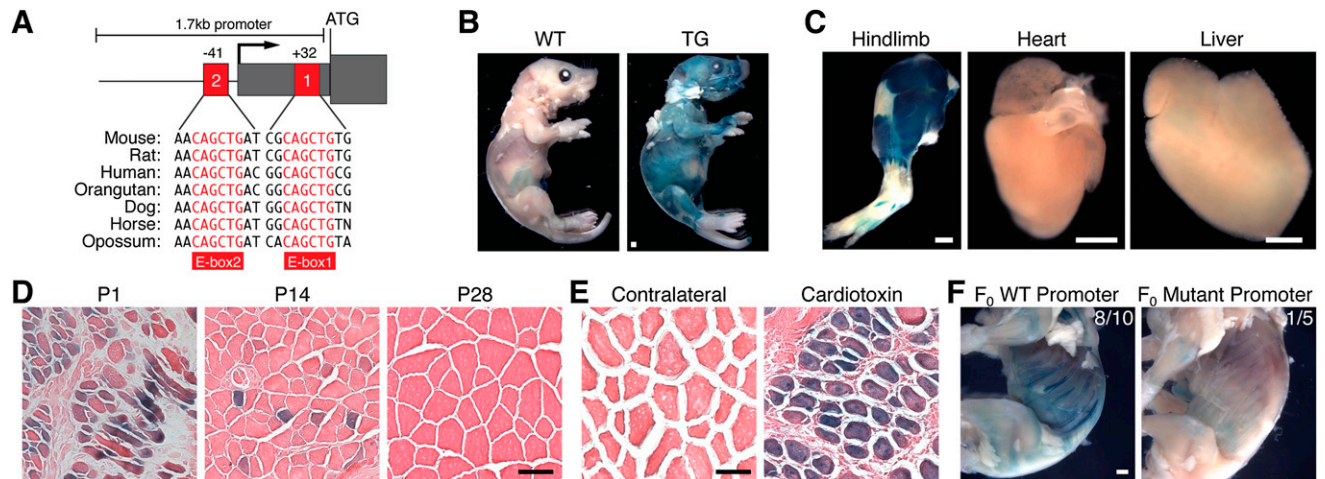 A
1.7kb promoter
ATG
-41
+32
2
1
Mouse: AACAGCTGAT CGCAGCTGTG
Rat: AACAGCTGAT CGCAGCTGTG
Human: AACAGCTGAC GGCAGCTGCG
Orangutan: AACAGCTGAC GGCAGCTGCG
Dog: AACAGCTGAT GGCAGCTGTN
Horse: AACAGCTGAT GGCAGCTGTN
Opossum: AACAGCTGAT CACAGCTGTA
E-box2 E-box1
B
WT TG
C
Hindlimb Heart Liver
D
P1 P14 P28
E
Contralateral Cardiotoxin
F
F₀ WT Promoter F₀ Mutant Promoter
8/10 1/5